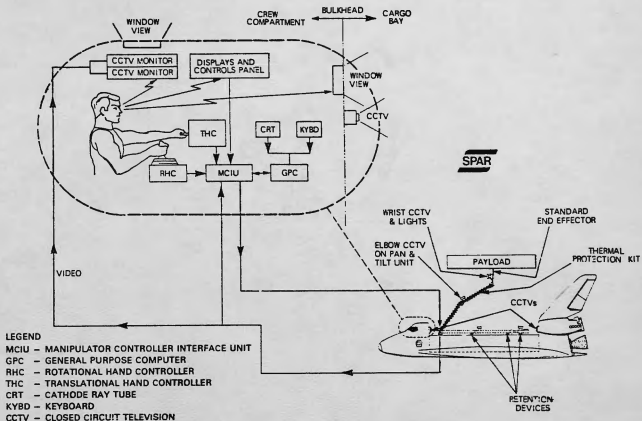 WINDOW
VIEW
CREW
COMPARTMENT
BULKHEAD
CARGO
BAY
CCTV MONITOR
CCTV MONITOR
DISPLAYS AND
CONTROLS PANEL
WINDOW
VIEW
CCTV
THC
CRT
KYBD
RHC
MCIU
GPC
SPAR
WRIST CCTV
& LIGHTS
STANDARD
END EFFECTOR
ELBOW CCTV
ON PAN &
TILT UNIT
PAYLOAD
THERMAL
PROTECTION KIT
CCTVs
VIDEO
RETENTION
DEVICES
LEGEND
MCIU – MANIPULATOR CONTROLLER INTERFACE UNIT
GPC – GENERAL PURPOSE COMPUTER
RHC – ROTATIONAL HAND CONTROLLER
THC – TRANSLATIONAL HAND CONTROLLER
CRT – CATHODE RAY TUBE
KYBD – KEYBOARD
CCTV – CLOSED CIRCUIT TELEVISION